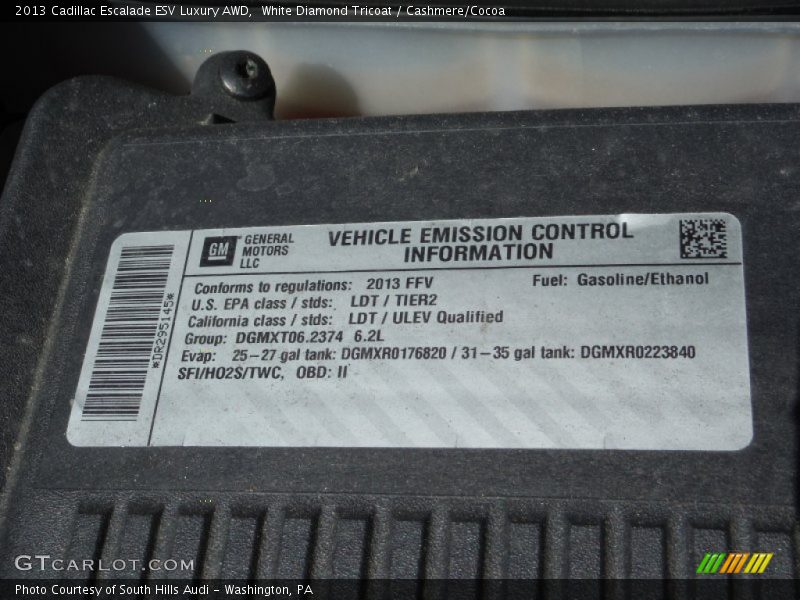 2013 Cadillac Escalade ESV Luxury AWD,  White Diamond Tricoat / Cashmere/Cocoa
GM GENERAL MOTORS LLC
VEHICLE EMISSION CONTROL
INFORMATION
Conforms to regulations: 2013 FFV Fuel: Gasoline/Ethanol
U.S. EPA class / stds: LDT / TIER2
California class / stds: LDT / ULEV Qualified
Group: DGMXT06.2374 6.2L
Evap: 25-27 gal tank: DGMXR0176820 / 31-35 gal tank: DGMXR0223840
SFI/HO2S/TWC, OBD: II
*DR295145*
GTCARLOT.COM
Photo Courtesy of South Hills Audi - Washington, PA